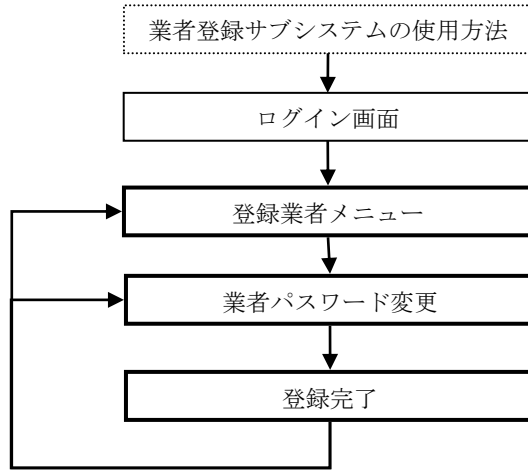 業者登録サブシステムの使用方法
ログイン画面
登録業者メニュー
業者パスワード変更
登録完了